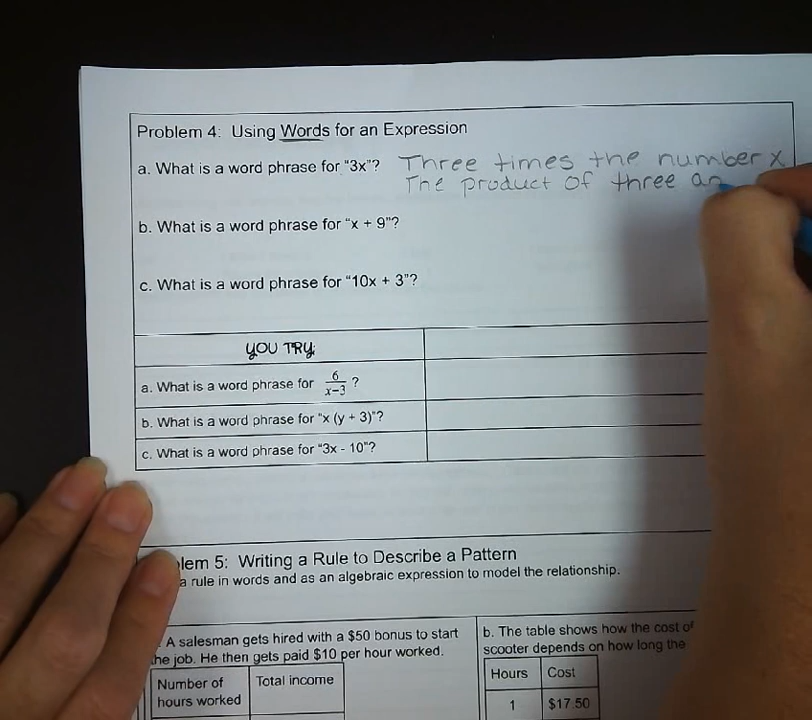 Problem 4: Using Words for an Expression
a. What is a word phrase for "3x"? Three times the number x
The product of three an
b. What is a word phrase for "x + 9"?
c. What is a word phrase for "10x + 3"?
YOU TRY:
a. What is a word phrase for 6/x−3 ?
b. What is a word phrase for "x (y + 3)"?
c. What is a word phrase for "3x - 10"?
lem 5: Writing a Rule to Describe a Pattern
a rule in words and as an algebraic expression to model the relationship.
A salesman gets hired with a $50 bonus to start
he job. He then gets paid $10 per hour worked.
Number of hours worked
Total income
b. The table shows how the cost of
scooter depends on how long the
Hours Cost
1 $17.50